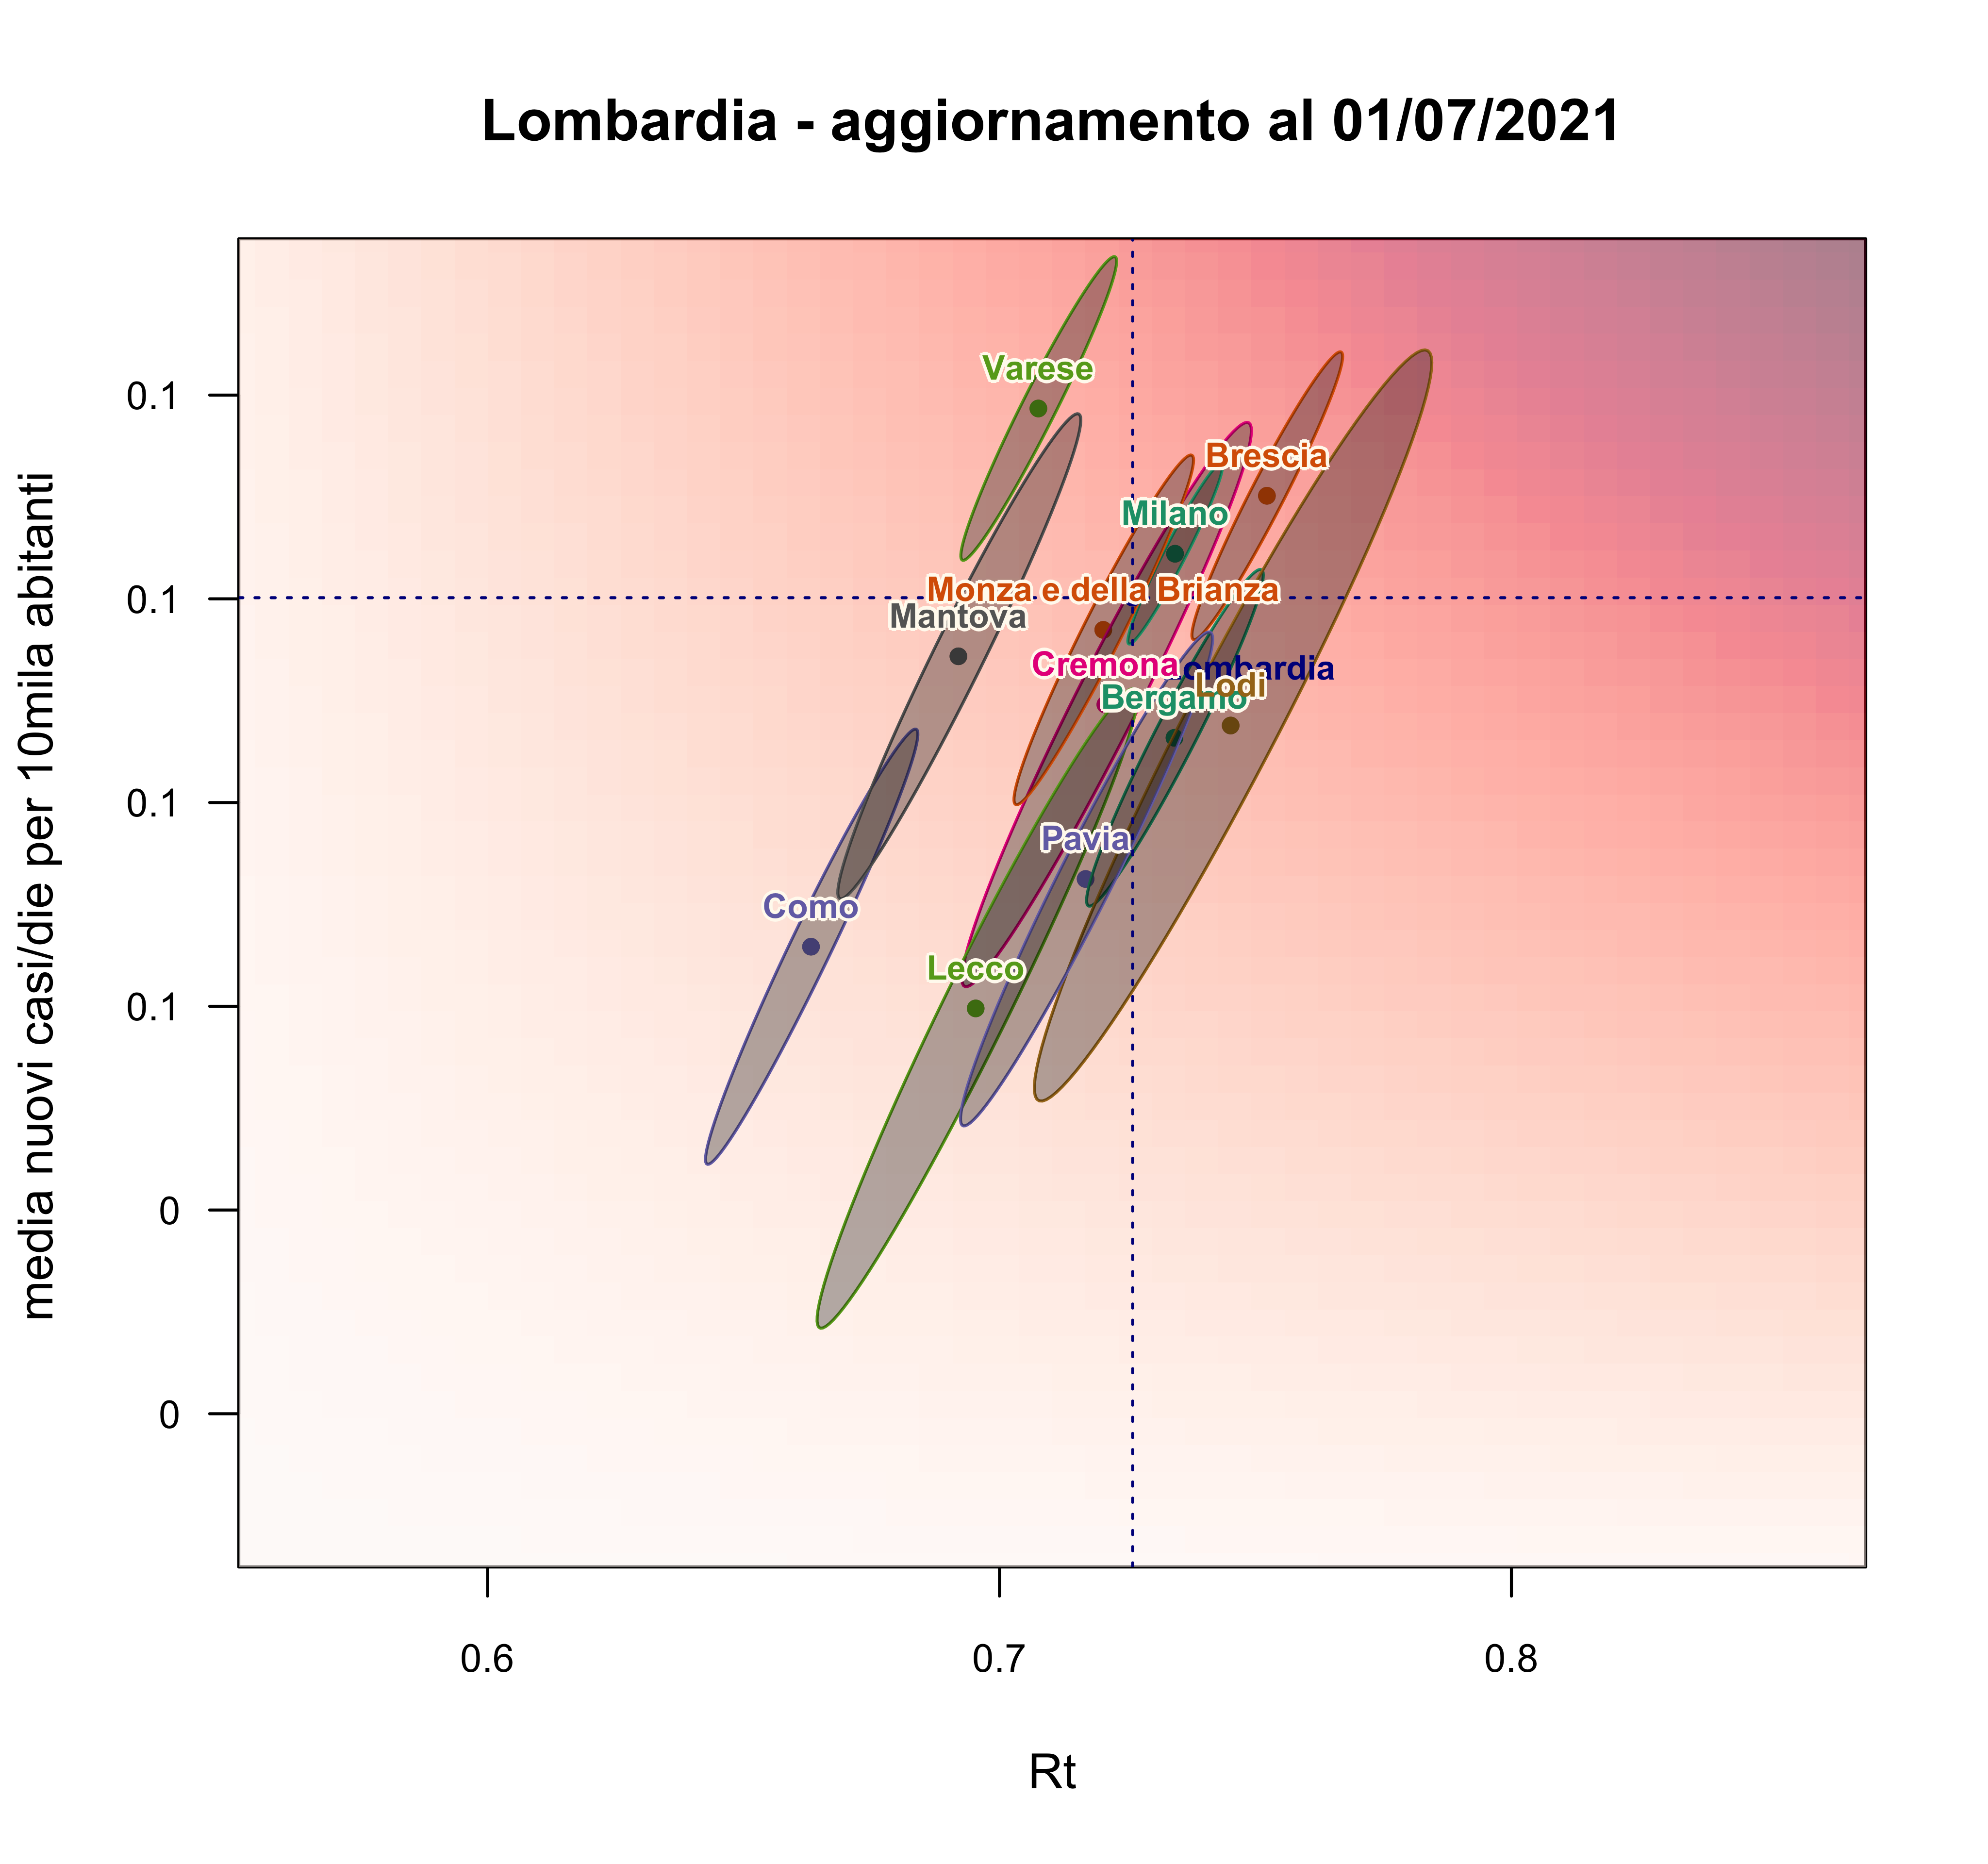 Lombardia - aggiornamento al 01/07/2021
media nuovi casi/die per 10mila abitanti
0.1
0.1
0.1
0.1
0
0
Varese
Brescia
Milano
Monza e della Brianza
Mantova
Cremona
ombardia
Lodi
Bergamo
Pavia
Como
Lecco
0.6
0.7
0.8
Rt